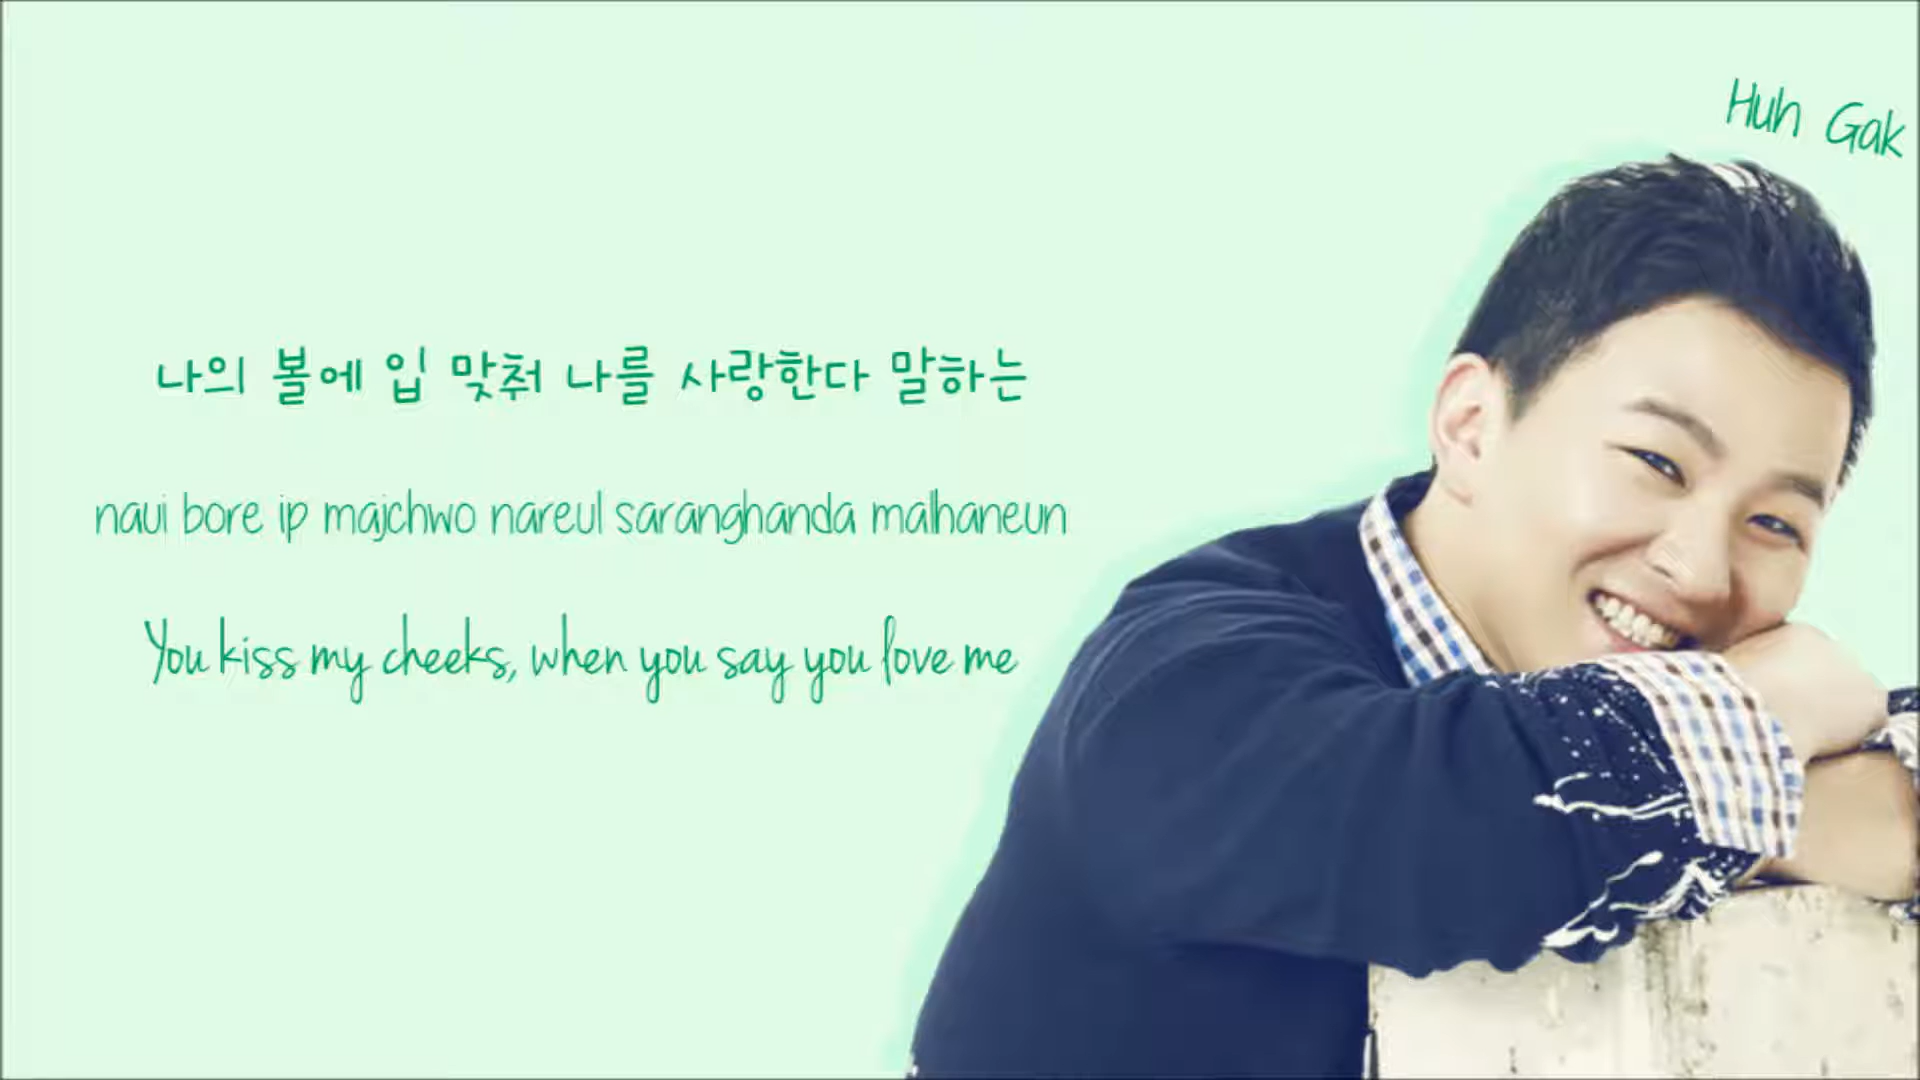 Huh Gak
나의 볼에 입 맞춰 나를 사랑한다 말하는
naui bore ip majchwo nareul saranghanda malhaneun
You kiss my cheeks, when you say you love me